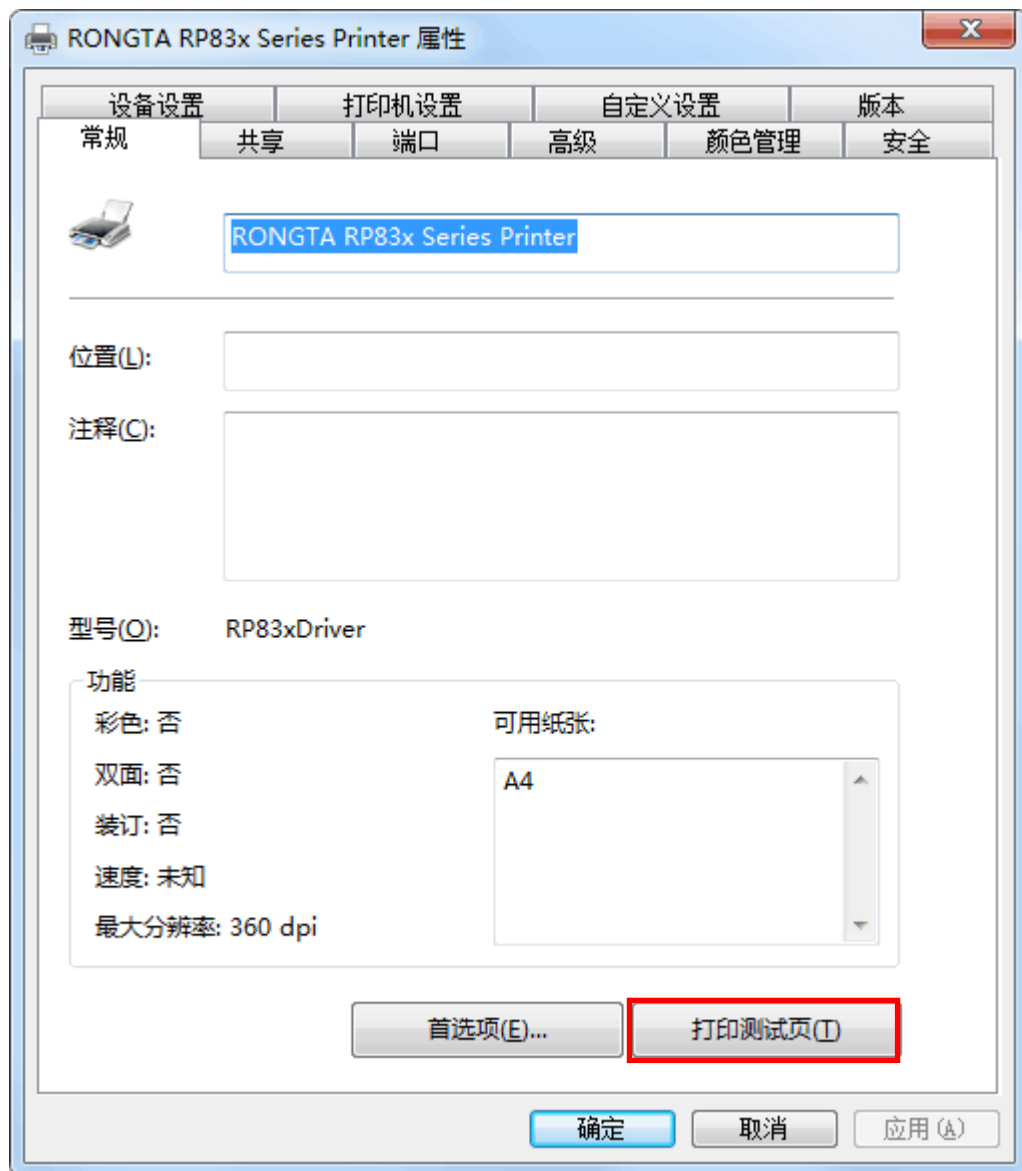 RONGTA RP83x Series Printer 属性
设备设置 打印机设置 自定义设置 版本
常规 共享 端口 高级 颜色管理 安全
RONGTA RP83x Series Printer
位置(L):
注释(C):
型号(O): RP83xDriver
功能
彩色: 否 可用纸张:
双面: 否 A4
装订: 否
速度: 未知
最大分辨率: 360 dpi
首选项(E)... 打印测试页(T)
确定 取消 应用(A)